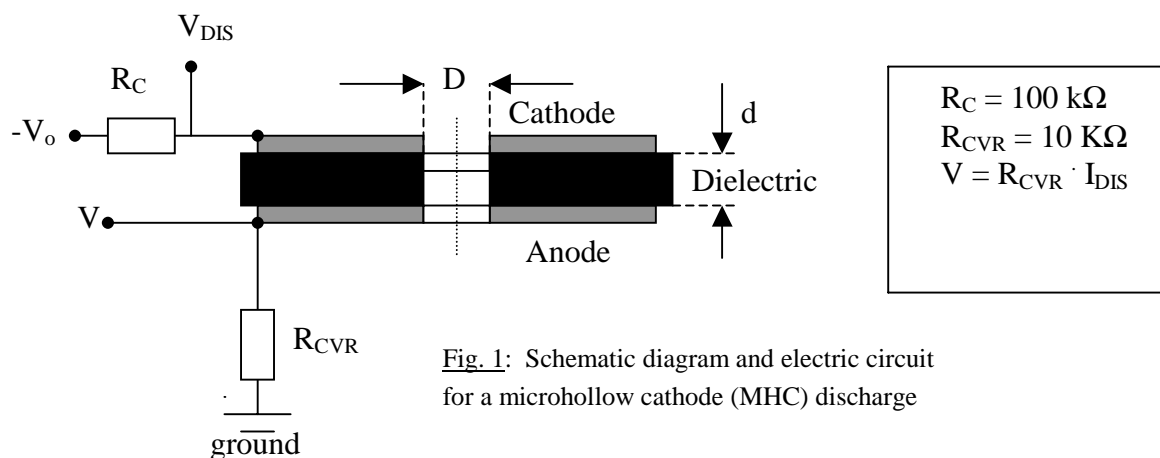 V_DIS
R_C
D
-V_o
Cathode
d
Dielectric
V
Anode
R_CVR
ground
R_C = 100 kΩ
R_CVR = 10 KΩ
V = R_CVR · I_DIS
Fig. 1: Schematic diagram and electric circuit
for a microhollow cathode (MHC) discharge